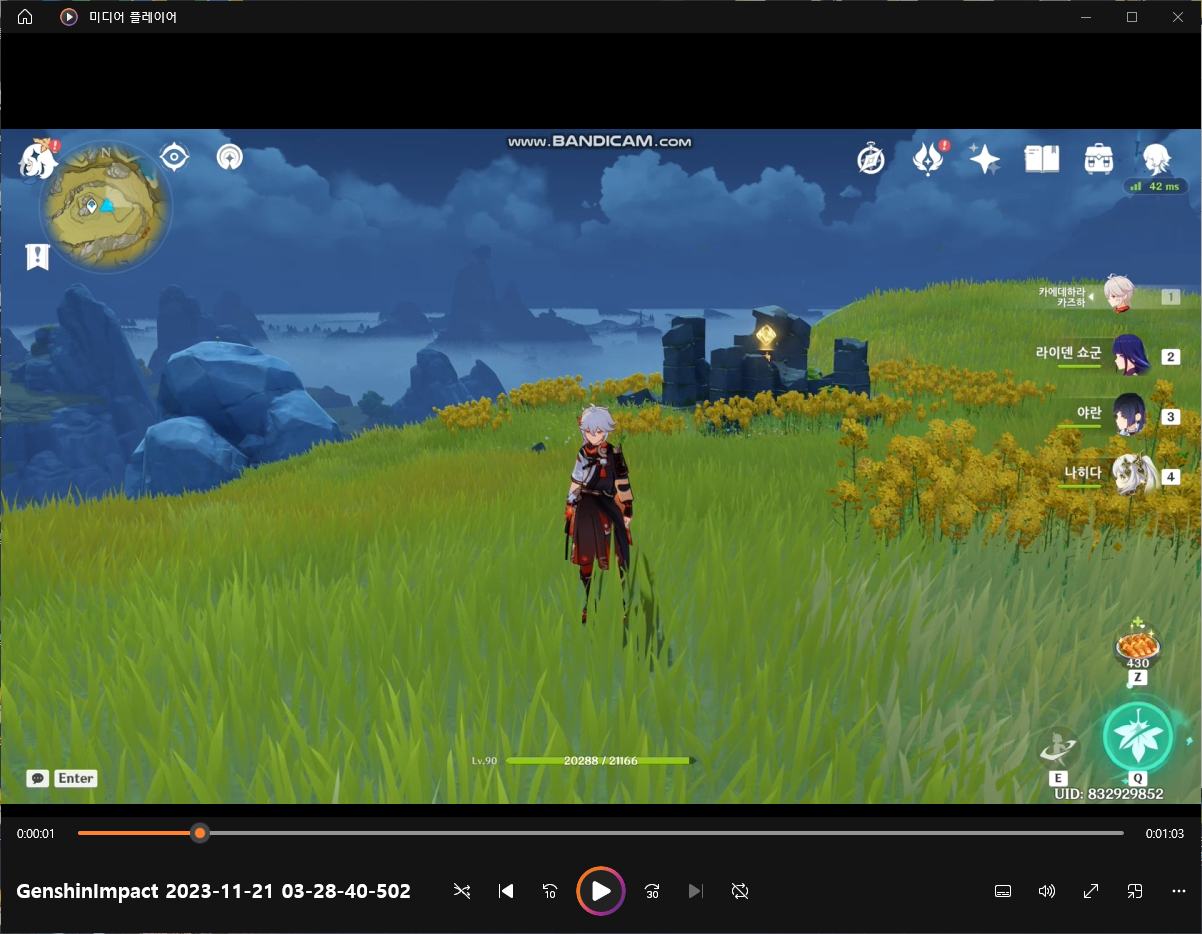 미디어 플레이어
www.BANDICAM.com
N
42 ms
카에데하라
카즈하
1
라이덴 쇼군
2
야란
3
나히다
4
430
Z
Lv.90
20288 / 21166
Enter
E
Q
UID: 832929852
0:00:01
0:01:03
GenshinImpact 2023-11-21 03-28-40-502
10
30